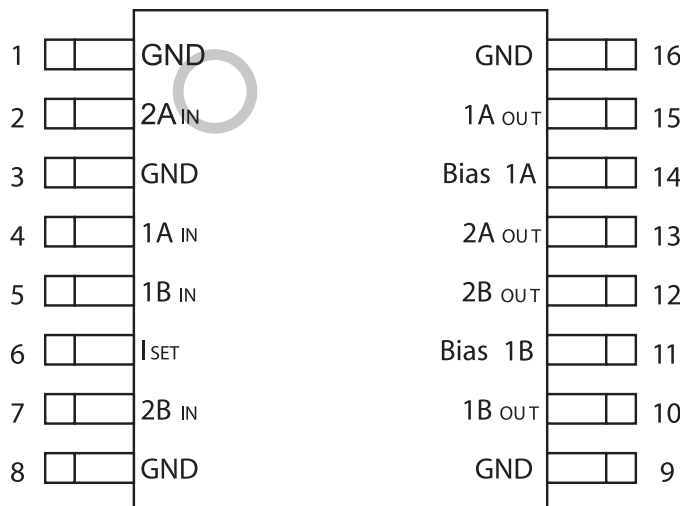 1 GND GND 16
2 2A IN 1A OUT 15
3 GND Bias 1A 14
4 1A IN 2A OUT 13
5 1B IN 2B OUT 12
6 ISET Bias 1B 11
7 2B IN 1B OUT 10
8 GND GND 9